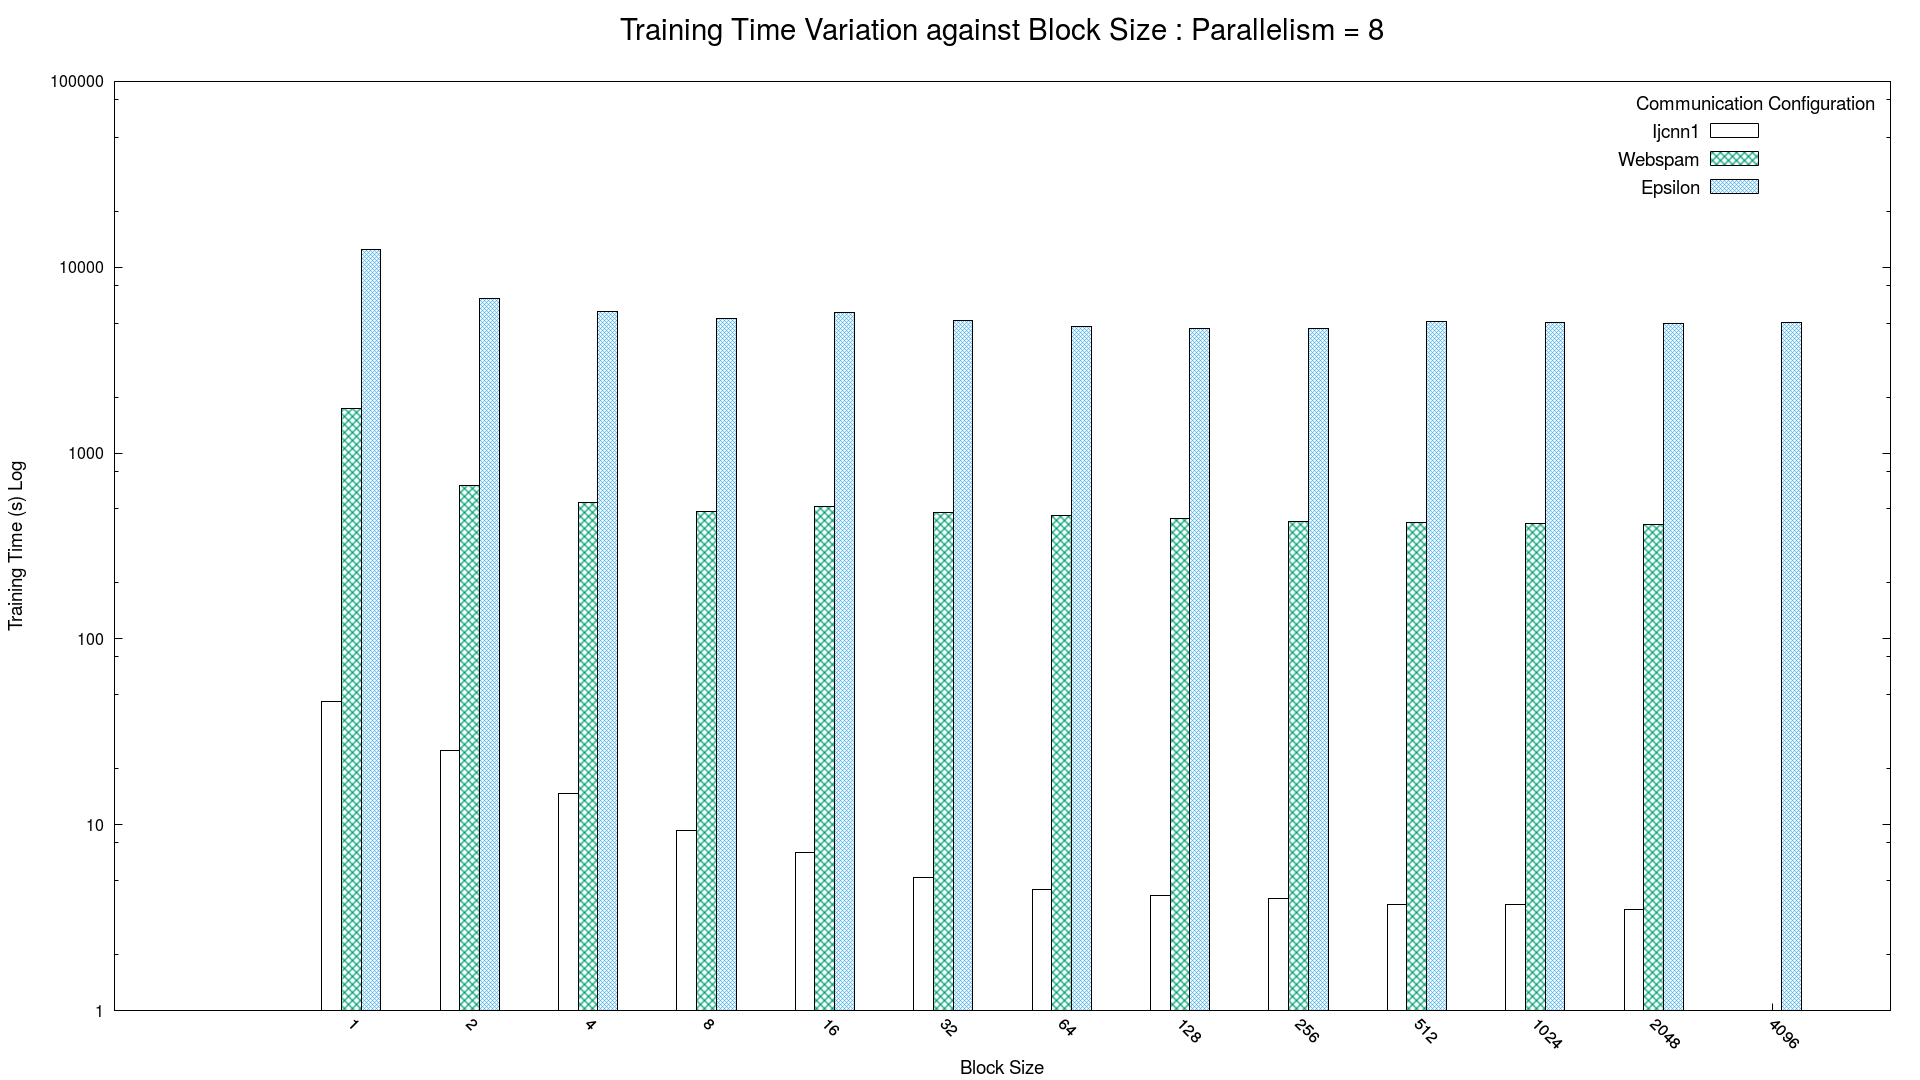 Training Time Variation against Block Size : Parallelism = 8
100000
10000
1000
100
10
1
Training Time (s) Log
Communication Configuration
Ijcnn1
Webspam
Epsilon
1
2
4
8
16
32
64
128
256
512
1024
2048
4096
Block Size